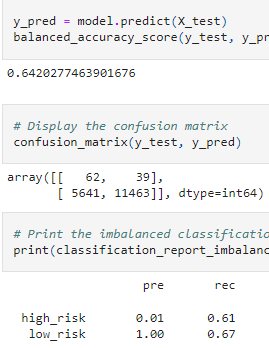 y_pred = model.predict(X_test)
balanced_accuracy_score(y_test, y_pr
0.6420277463901676
# Display the confusion matrix
confusion_matrix(y_test, y_pred)
array([[   62,    39],
       [ 5641, 11463]], dtype=int64)
# Print the imbalanced classificatio
print(classification_report_imbalanc
pre rec
high_risk 0.01 0.61
low_risk 1.00 0.67